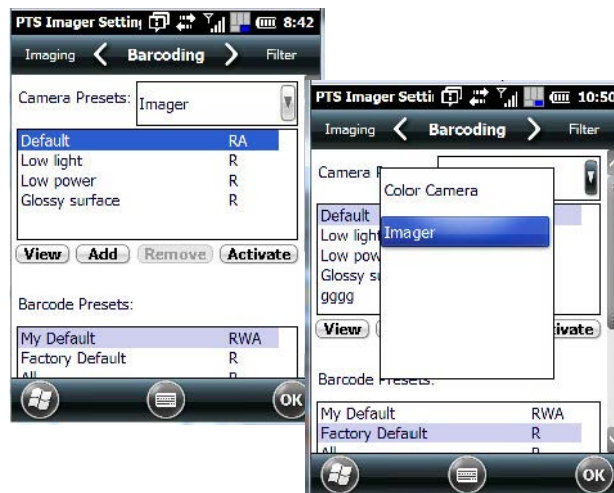 PTS Imager Settin 8:42
Imaging Barcoding Filter
Camera Presets: Imager
Default RA
Low light R
Low power R
Glossy surface R
View Add Remove Activate
Barcode Presets:
My Default RWA
Factory Default R
OK
PTS Imager Setti 10:50
Imaging Barcoding Filter
Camera P
Color Camera
Imager
Default
Low light
Low pow
Glossy su
gggg
View ivate
Barcode Presets:
My Default RWA
Factory Default R
OK